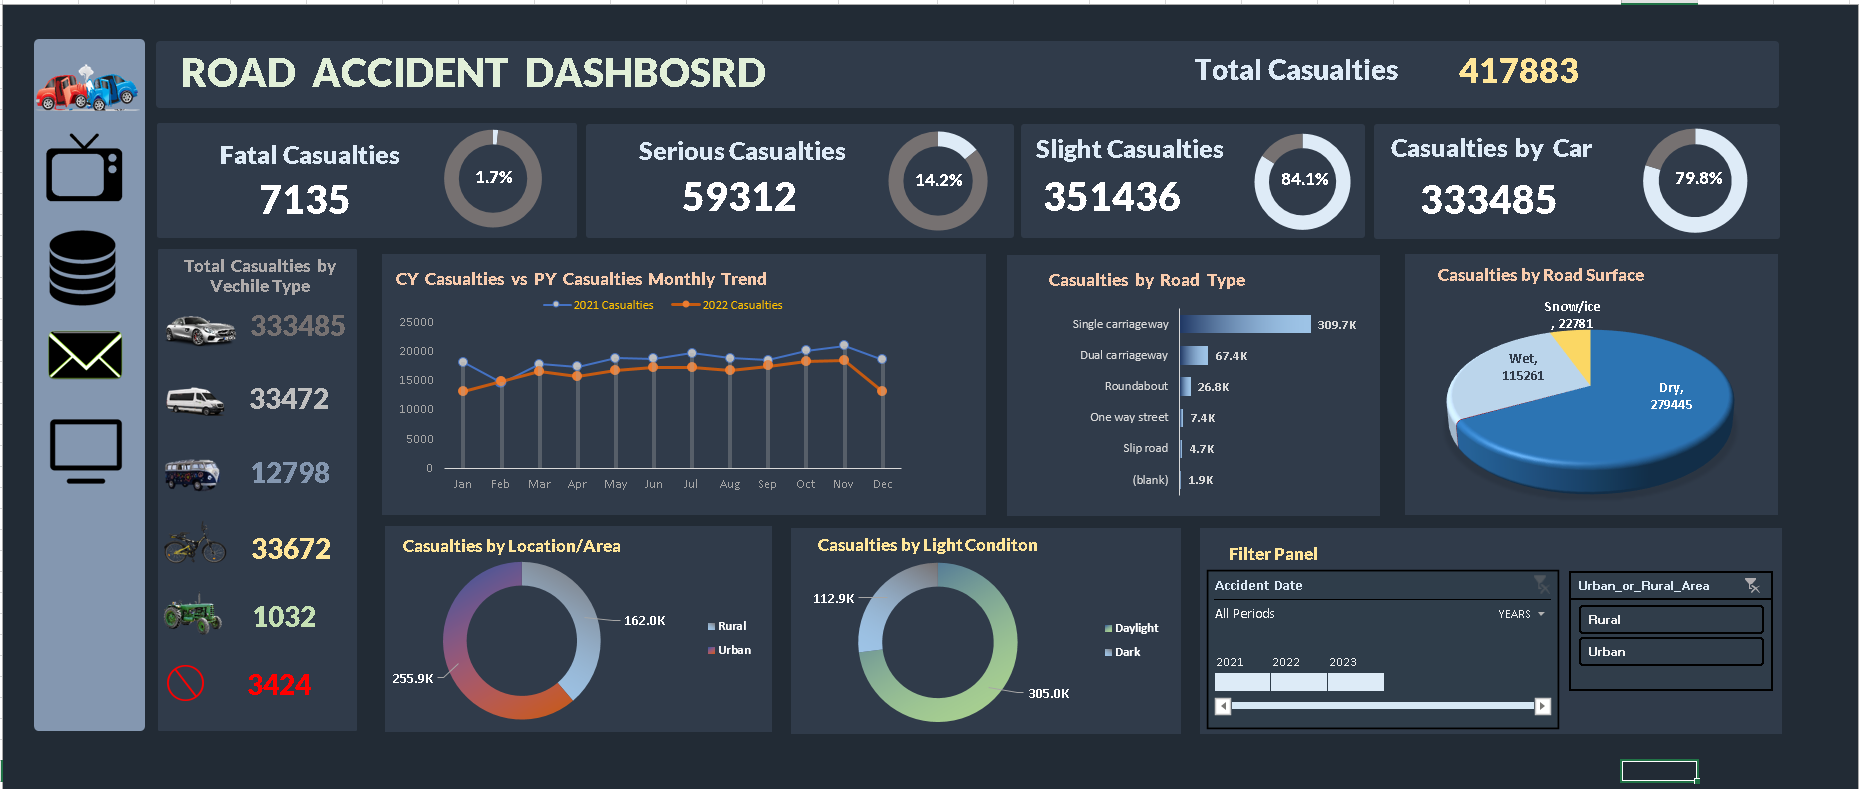 ROAD ACCIDENT DASHBOSRD
Total Casualties 417883
Fatal Casualties
7135
1.7%
Serious Casualties
59312
14.2%
Slight Casualties
351436
84.1%
Casualties by Car
333485
79.8%
Total Casualties by
Vechile Type
333485
33472
12798
33672
1032
3424
CY Casualties vs PY Casualties Monthly Trend
2021 Casualties 2022 Casualties
25000
20000
15000
10000
5000
0
Jan Feb Mar Apr May Jun Jul Aug Sep Oct Nov Dec
Casualties by Road Type
Single carriageway 309.7K
Dual carriageway 67.4K
Roundabout 26.8K
One way street 7.4K
Slip road 4.7K
(blank) 1.9K
Casualties by Road Surface
Snow/ice
, 22781
Wet,
115261
Dry,
279445
Casualties by Location/Area
162.0K
255.9K
Rural
Urban
Casualties by Light Conditon
112.9K
305.0K
Daylight
Dark
Filter Panel
Accident Date
All Periods YEARS
2021 2022 2023
Urban_or_Rural_Area
Rural
Urban